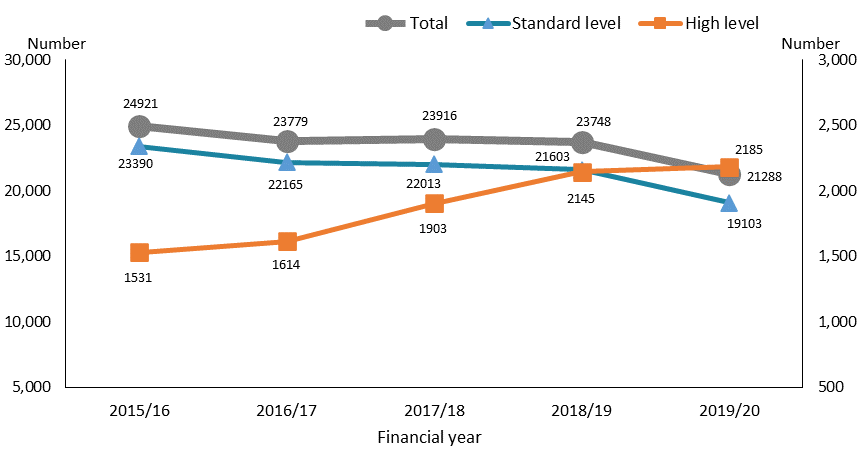 Total Standard level High level
Number Number
30,000 3,000
24921 23779 23916 23748
25,000 2,500
23390 22165 22013 21603 2185
21288
20,000 2,000
1903 2145 19103
15,000 1,500
1531 1614
10,000 1,000
5,000 500
2015/16 2016/17 2017/18 2018/19 2019/20
Financial year